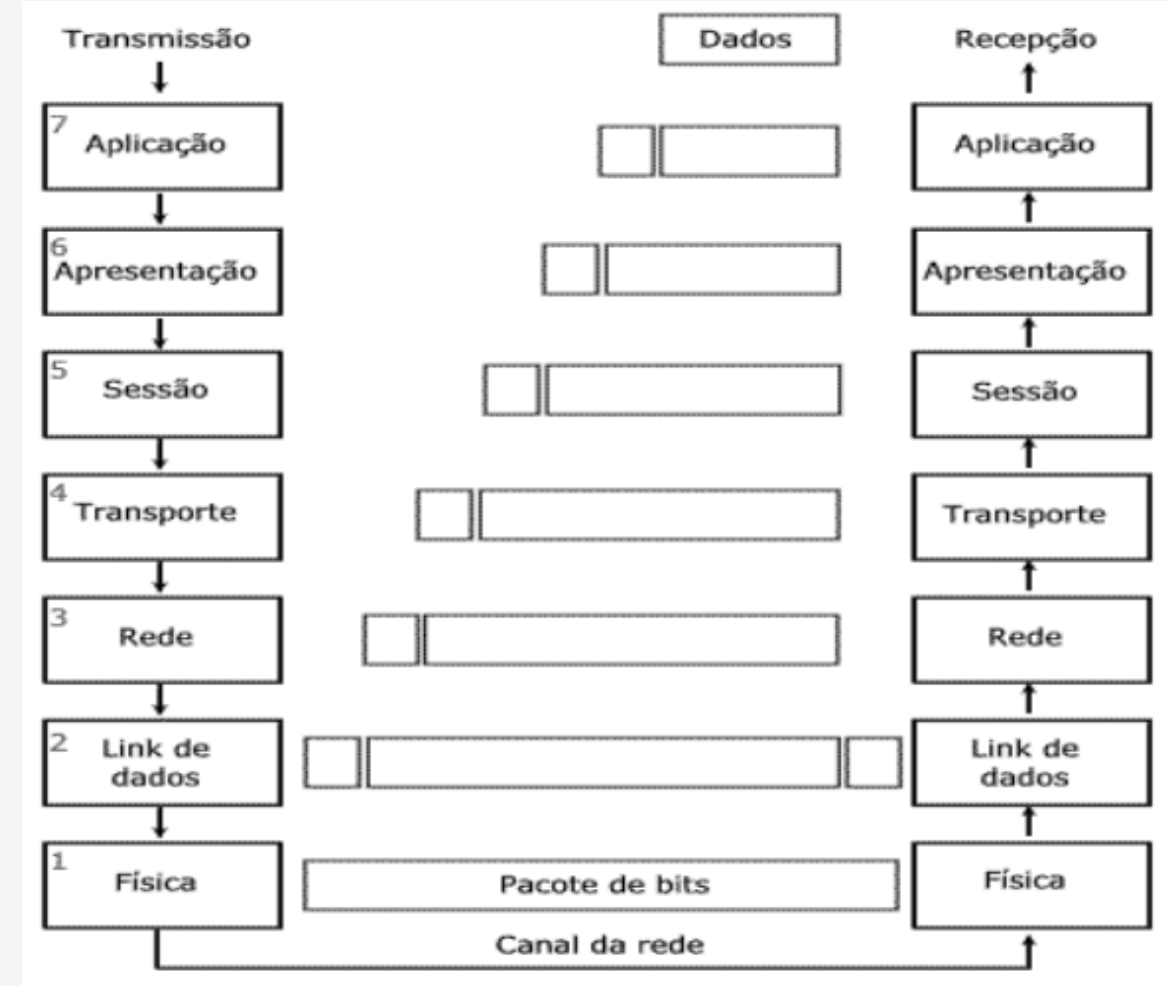 Transmissão
Dados
Recepção
7
Aplicação
Aplicação
6
Apresentação
Apresentação
5
Sessão
Sessão
4
Transporte
Transporte
3
Rede
Rede
2
Link de
dados
Link de
dados
1
Física
Pacote de bits
Física
Canal da rede